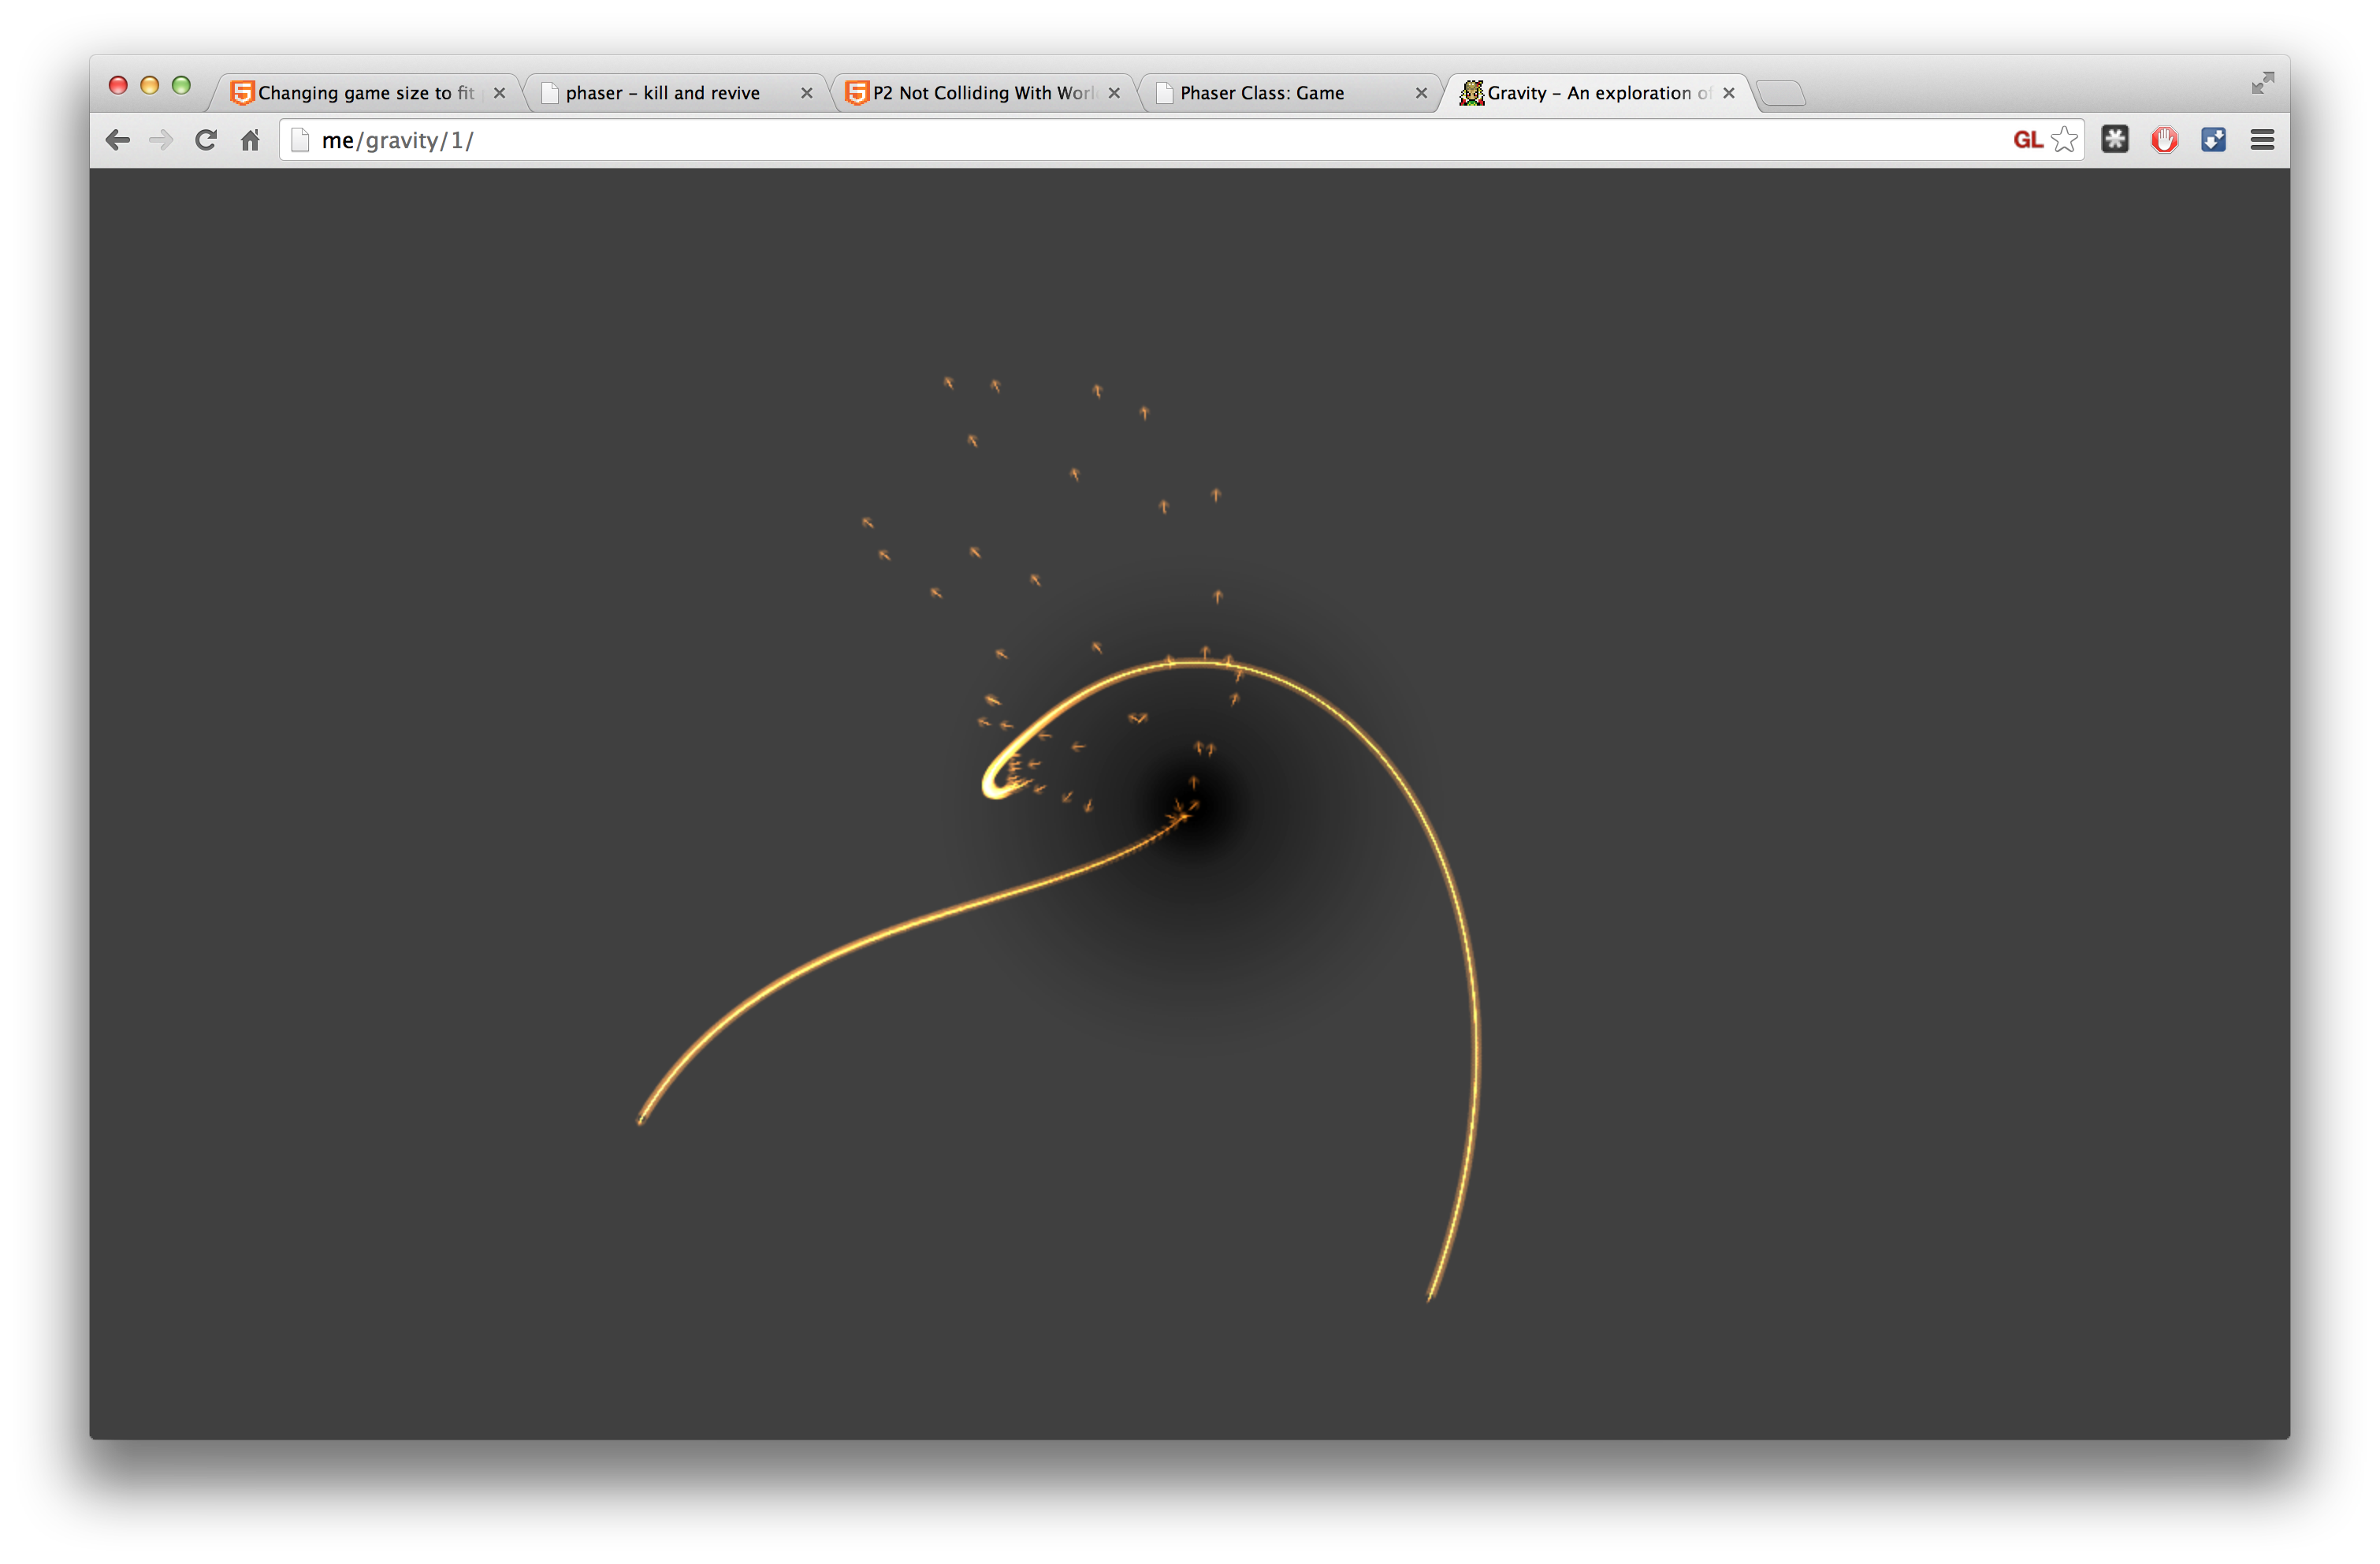 Changing game size to fit
phaser – kill and revive
P2 Not Colliding With Worl
Phaser Class: Game
Gravity – An exploration of
me/gravity/1/
GL